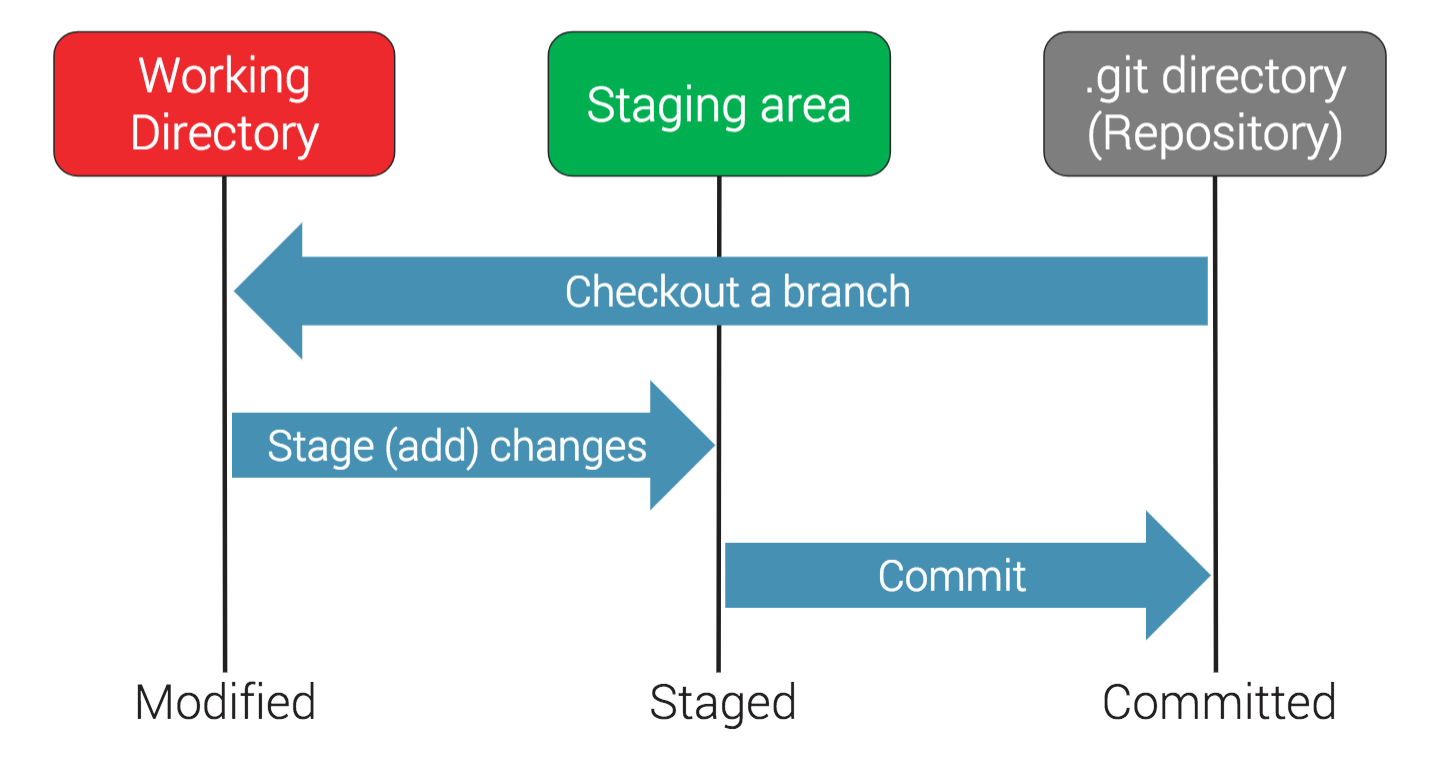 Working
Directory
Staging area
.git directory
(Repository)
Checkout a branch
Stage (add) changes
Commit
Modified
Staged
Committed